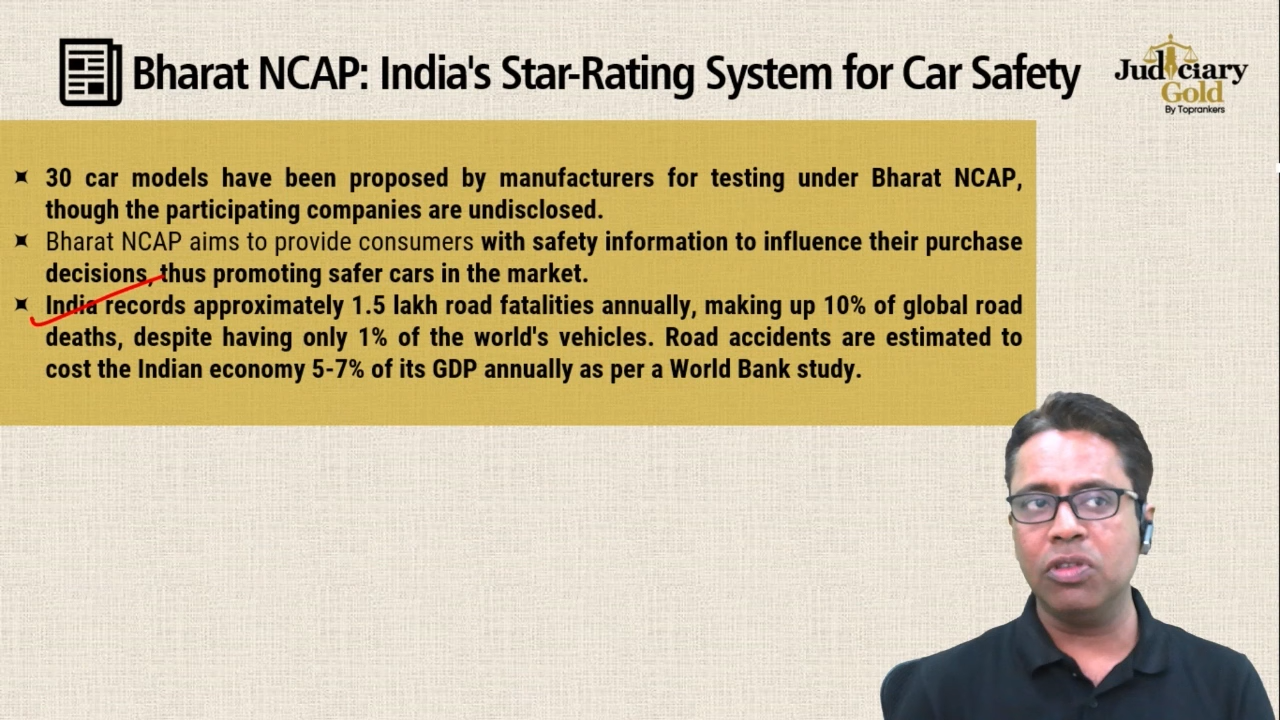 Bharat NCAP: India's Star-Rating System for Car Safety
Judiciary
Gold
By Toprankers
30 car models have been proposed by manufacturers for testing under Bharat NCAP,
though the participating companies are undisclosed.
Bharat NCAP aims to provide consumers with safety information to influence their purchase
decisions, thus promoting safer cars in the market.
India records approximately 1.5 lakh road fatalities annually, making up 10% of global road
deaths, despite having only 1% of the world's vehicles. Road accidents are estimated to
cost the Indian economy 5-7% of its GDP annually as per a World Bank study.